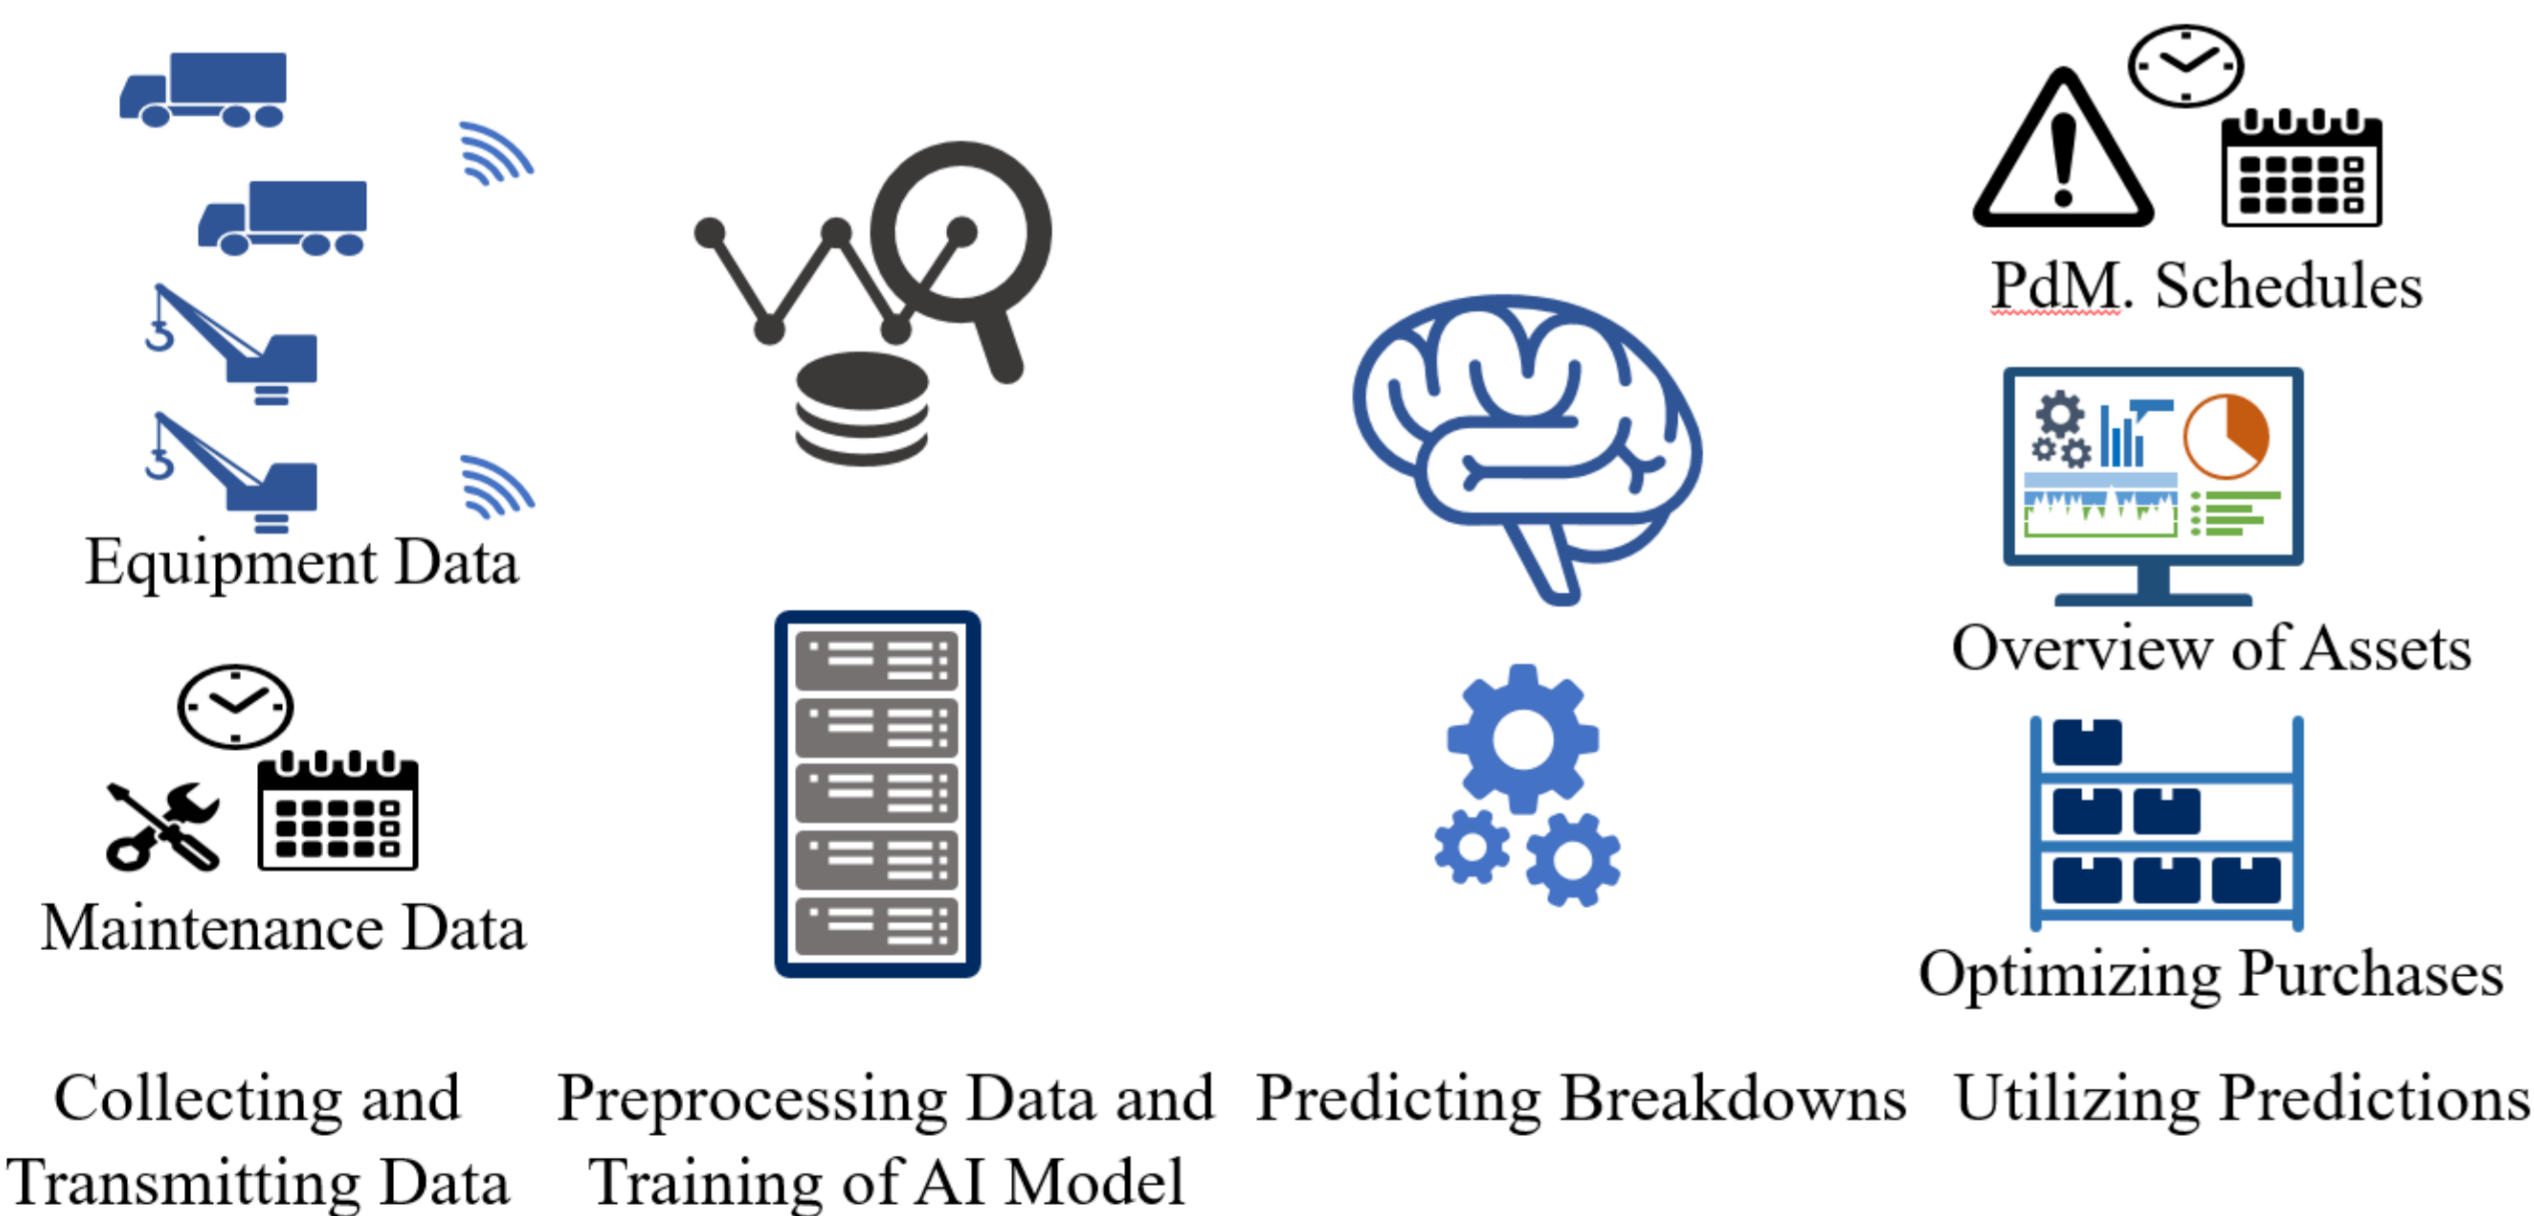 Equipment Data
Maintenance Data
Collecting and
Transmitting Data
Preprocessing Data and
Training of AI Model
Predicting Breakdowns
PdM. Schedules
Overview of Assets
Optimizing Purchases
Utilizing Predictions